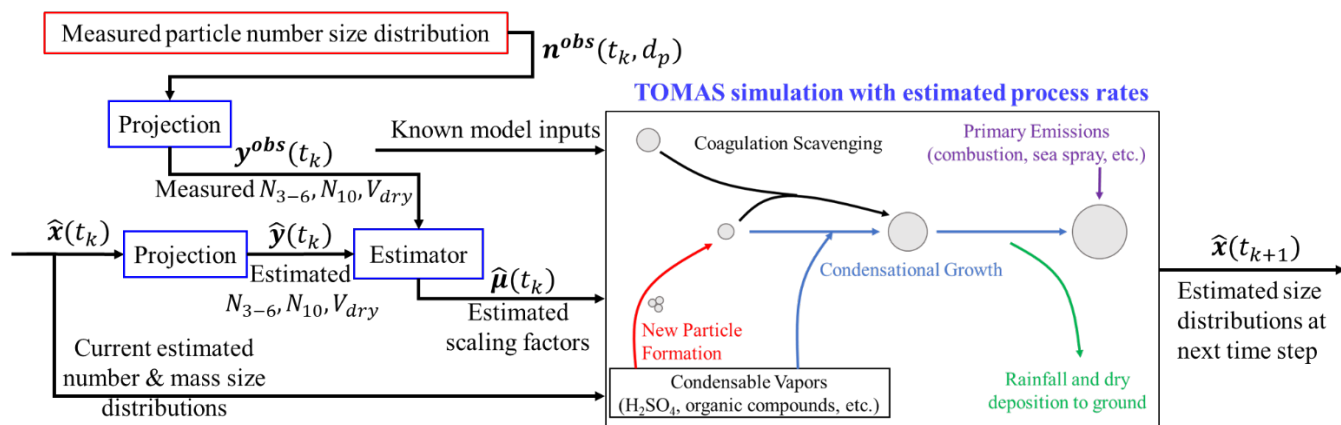 Measured particle number size distribution
n^obs(t_k, d_p)
Projection
y^obs(t_k)
Measured N_3−6, N_10, V_dry
x̂(t_k)
Projection
ŷ(t_k)
Estimated
N_3−6, N_10, V_dry
Estimator
μ̂(t_k)
Estimated
scaling factors
Current estimated
number & mass size
distributions
Known model inputs
TOMAS simulation with estimated process rates
Coagulation Scavenging
Primary Emissions
(combustion, sea spray, etc.)
Condensational Growth
New Particle
Formation
Condensable Vapors
(H₂SO₄, organic compounds, etc.)
Rainfall and dry
deposition to ground
x̂(t_k+1)
Estimated size
distributions at
next time step